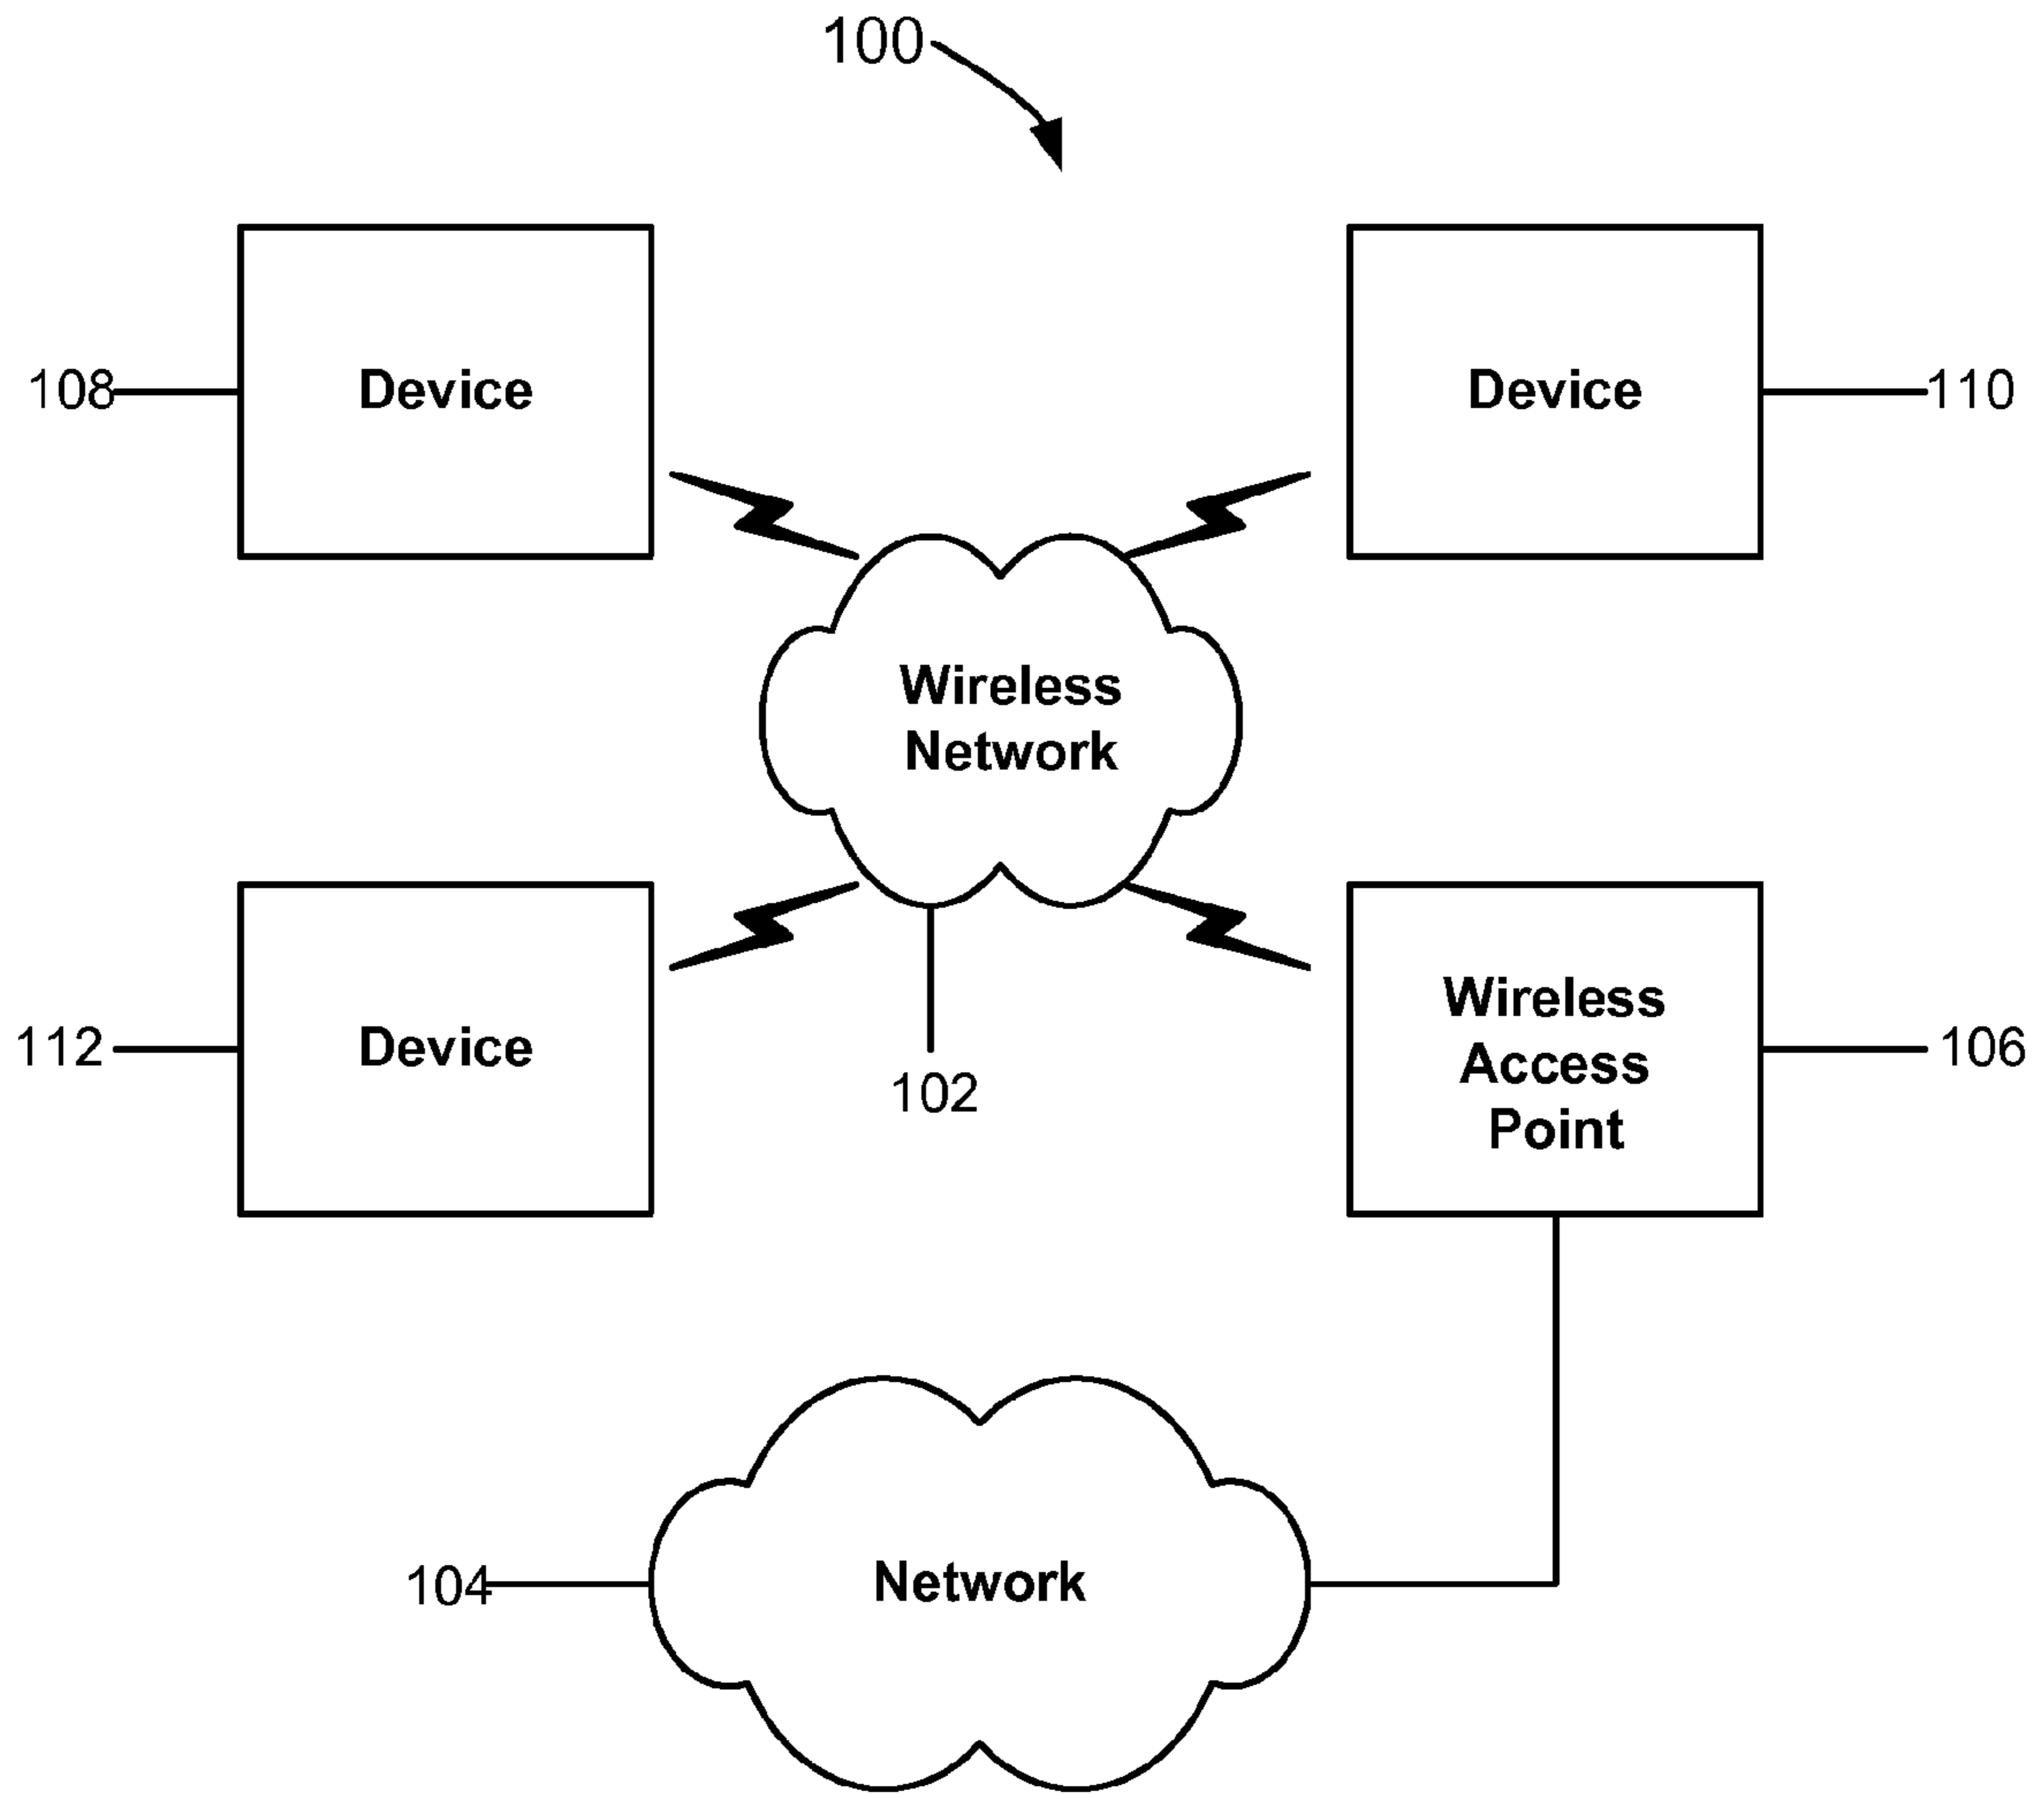 100
108
Device
Device
110
Wireless
Network
112
Device
102
Wireless
Access
Point
106
104
Network